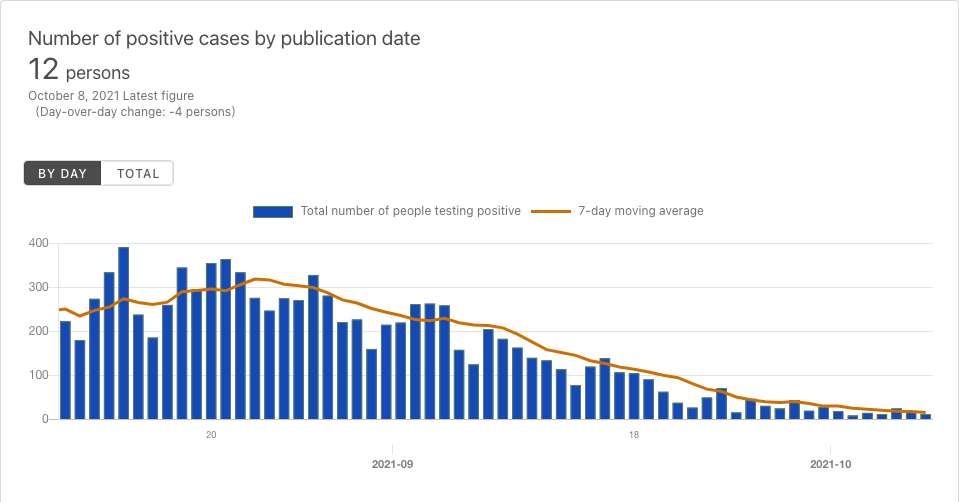 Number of positive cases by publication date
12 persons
October 8, 2021 Latest figure
(Day-over-day change: -4 persons)
BY DAY TOTAL
Total number of people testing positive 7-day moving average
400
300
200
100
0
20 18
2021-09 2021-10